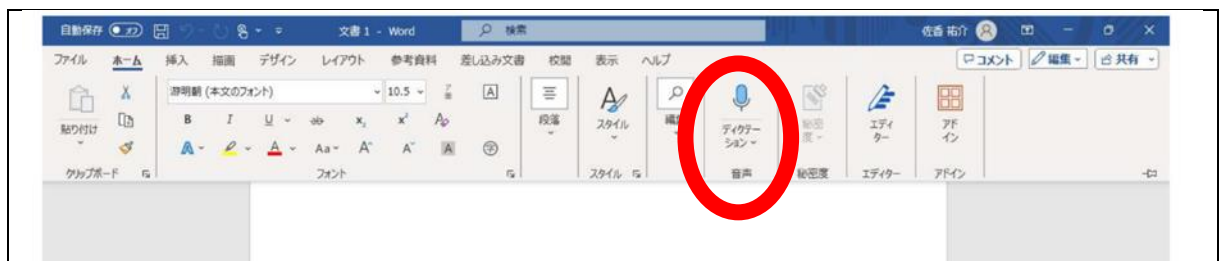 自動保存 オフ 文書 1 - Word 検索 佐香 祐介
ファイル ホーム 挿入 描画 デザイン レイアウト 参考資料 差し込み文書 校閲 表示 ヘルプ コメント 編集 共有
貼り付け
游明朝 (本文のフォント) 10.5 A
B I U ab x₂ x² A
A A Aa A A A 字
段落
スタイル
編集
ディクテーション
秘密度
エディター
アドイン
クリップボード フォント スタイル 音声 秘密度 エディター アドイン